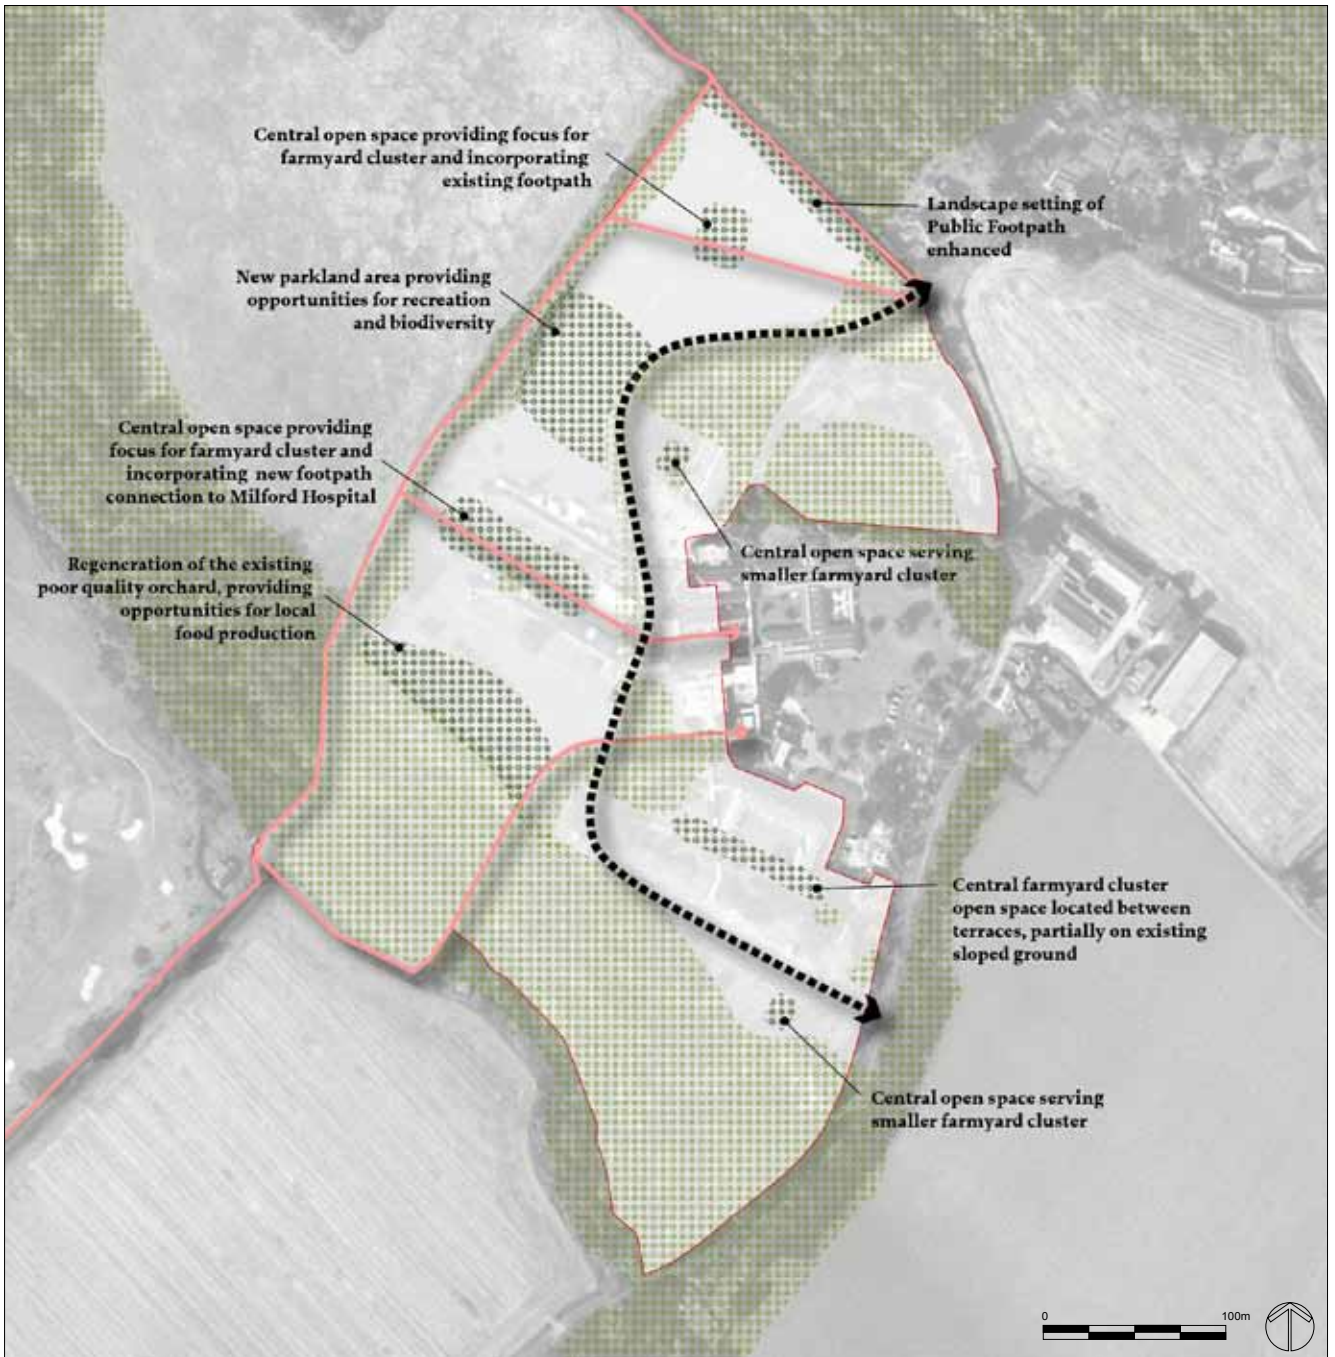 Central open space providing focus for
farmyard cluster and incorporating
existing footpath
Landscape setting of
Public Footpath
enhanced
New parkland area providing
opportunities for recreation
and biodiversity
Central open space providing
focus for farmyard cluster and
incorporating new footpath
connection to Milford Hospital
Central open space serving
smaller farmyard cluster
Regeneration of the existing
poor quality orchard, providing
opportunities for local
food production
Central farmyard cluster
open space located between
terraces, partially on existing
sloped ground
Central open space serving
smaller farmyard cluster
0 100m